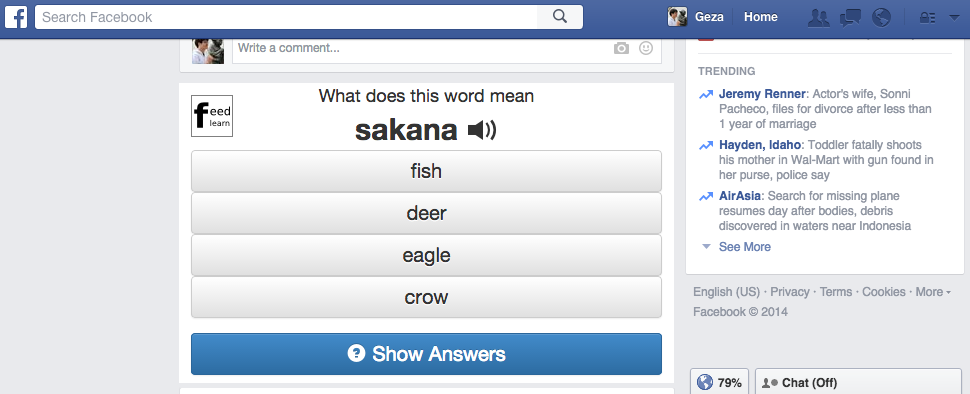 Search Facebook
Geza
Home
Write a comment...
feed
learn
What does this word mean
sakana
fish
deer
eagle
crow
Show Answers
TRENDING
Jeremy Renner: Actor's wife, Sonni
Pacheco, files for divorce after less than
1 year of marriage
Hayden, Idaho: Toddler fatally shoots
his mother in Wal-Mart with gun found in
her purse, police say
AirAsia: Search for missing plane
resumes day after bodies, debris
discovered in waters near Indonesia
See More
English (US) · Privacy · Terms · Cookies · More
Facebook © 2014
79%
Chat (Off)